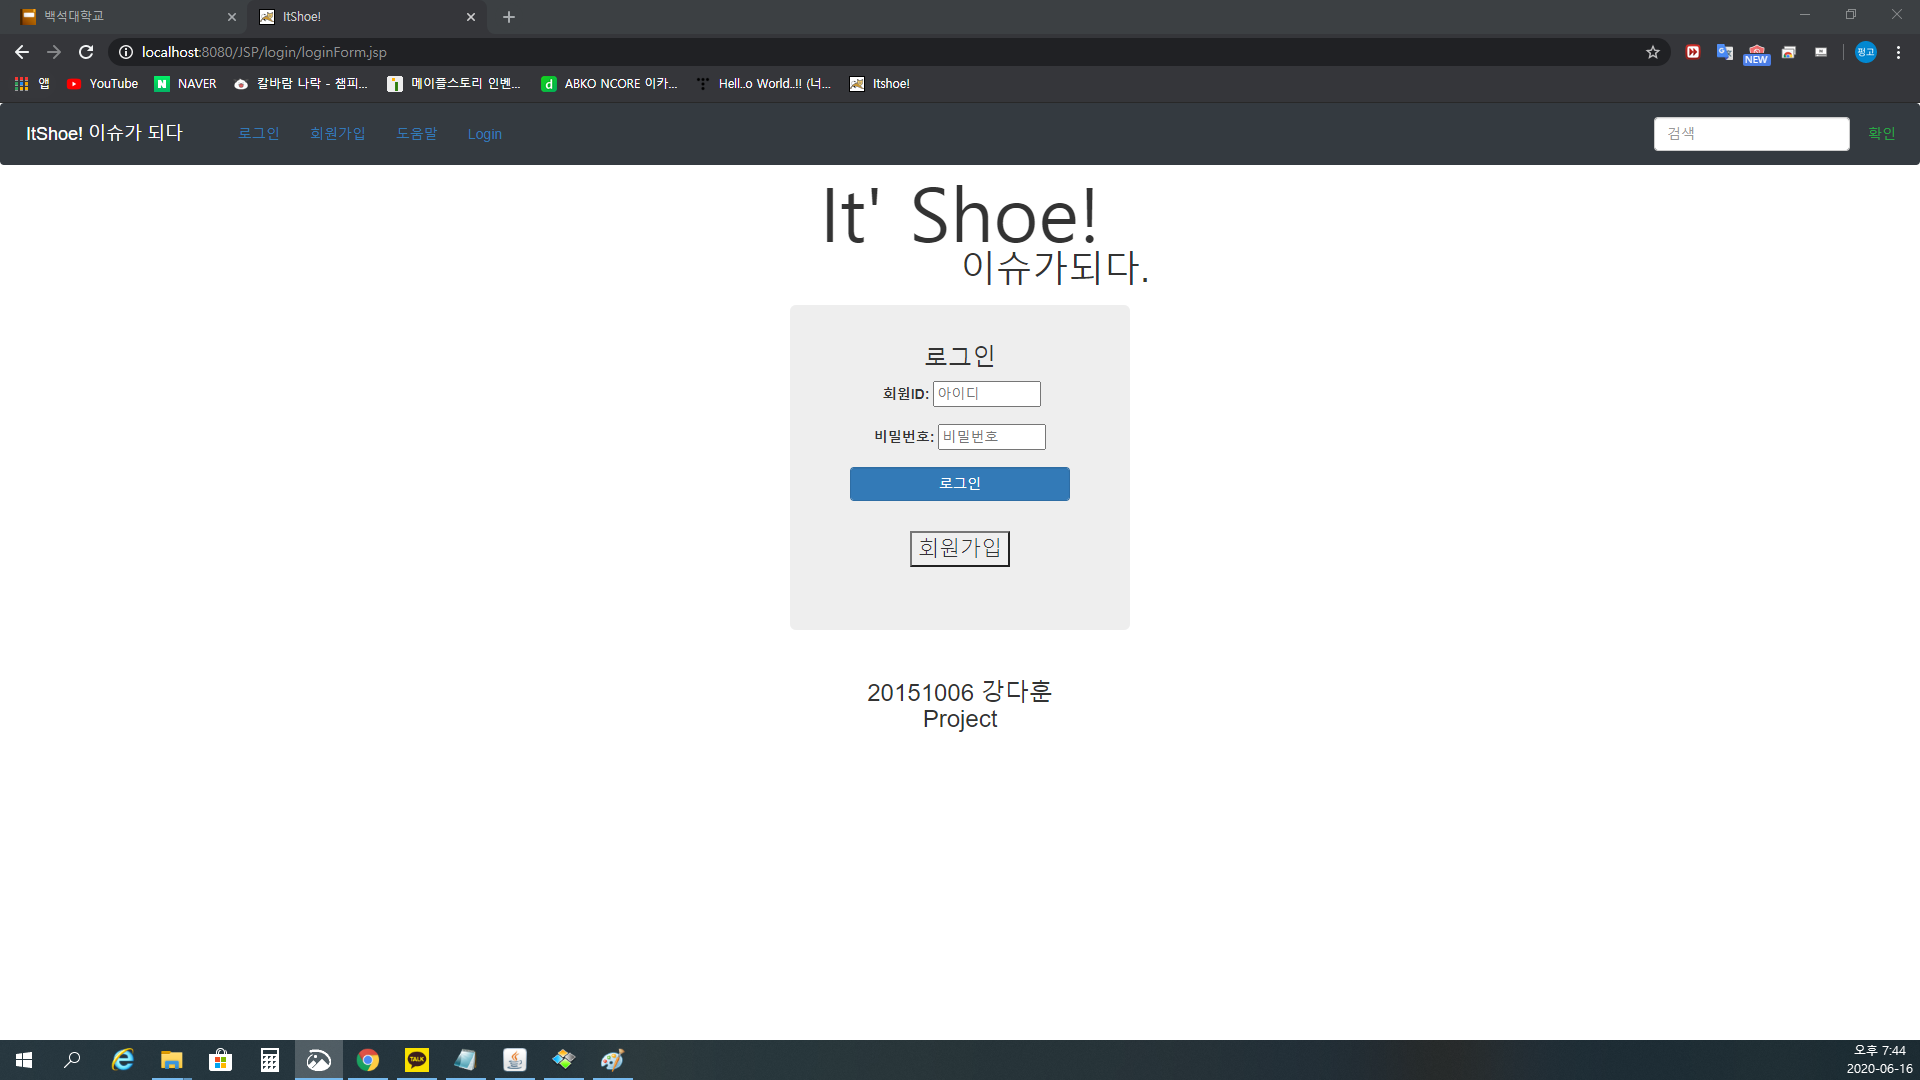 백석대학교
ItShoe!
localhost:8080/JSP/login/loginForm.jsp
NEW
펑고
앱
YouTube
NAVER
칼바람 나락 - 챔피...
메이플스토리 인벤...
ABKO NCORE 이카...
Hell..o World..!! (너...
Itshoe!
ItShoe! 이슈가 되다
로그인
회원가입
도움말
Login
검색
확인
It' Shoe!
이슈가되다.
로그인
회원ID: 아이디
비밀번호: 비밀번호
로그인
회원가입
20151006 강다훈
Project
TALK
오후 7:44
2020-06-16